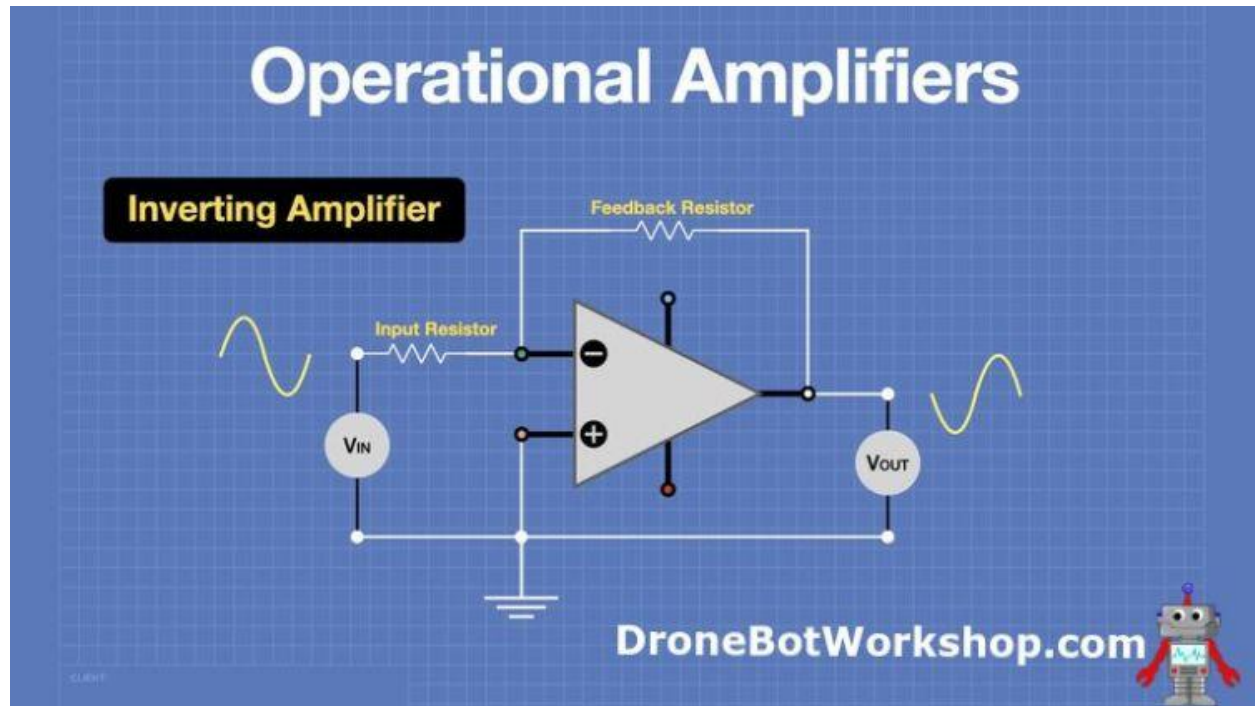 Operational Amplifiers
Inverting Amplifier
Feedback Resistor
Input Resistor
−
+
VIN
VOUT
DroneBotWorkshop.com